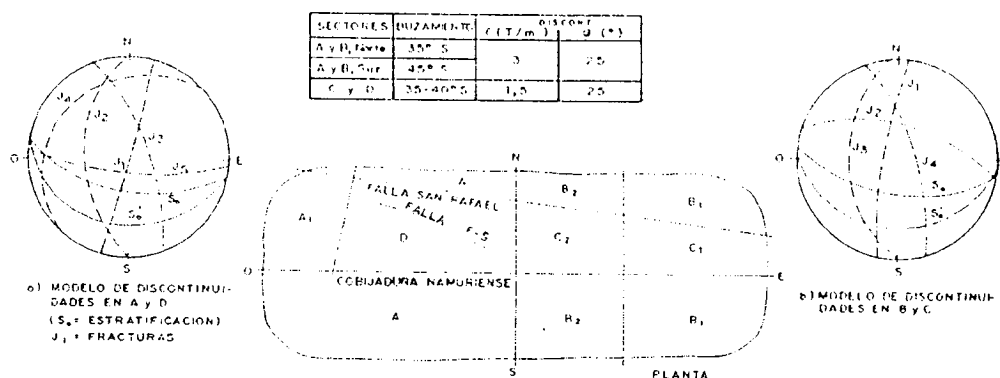 SECTORES BUZAMIENTO DISCONT
C (T/m ) φ (°)
A y B, Norte 35° S 3 25
A y B, Sur 45° S
C y D 35-40° S 1,5 25
N
J4
J2
J3
J1
J5
O
E
S₀
S₀
S
a) MODELO DE DISCONTINUI-
DADES EN A y D
(S₀= ESTRATIFICACION)
J₁ = FRACTURAS
N
A
B₂
B₁
FALLA SAN RAFAEL
A₁
FALLA
F-S
D
C₂
C₁
O
E
COBIJADURA NAMURIENSE
A
B₂
B₁
S
PLANTA
N
J1
J2
J3
J4
O
E
S₀
S₀
S
b) MODELO DE DISCONTINUI-
DADES EN B y C